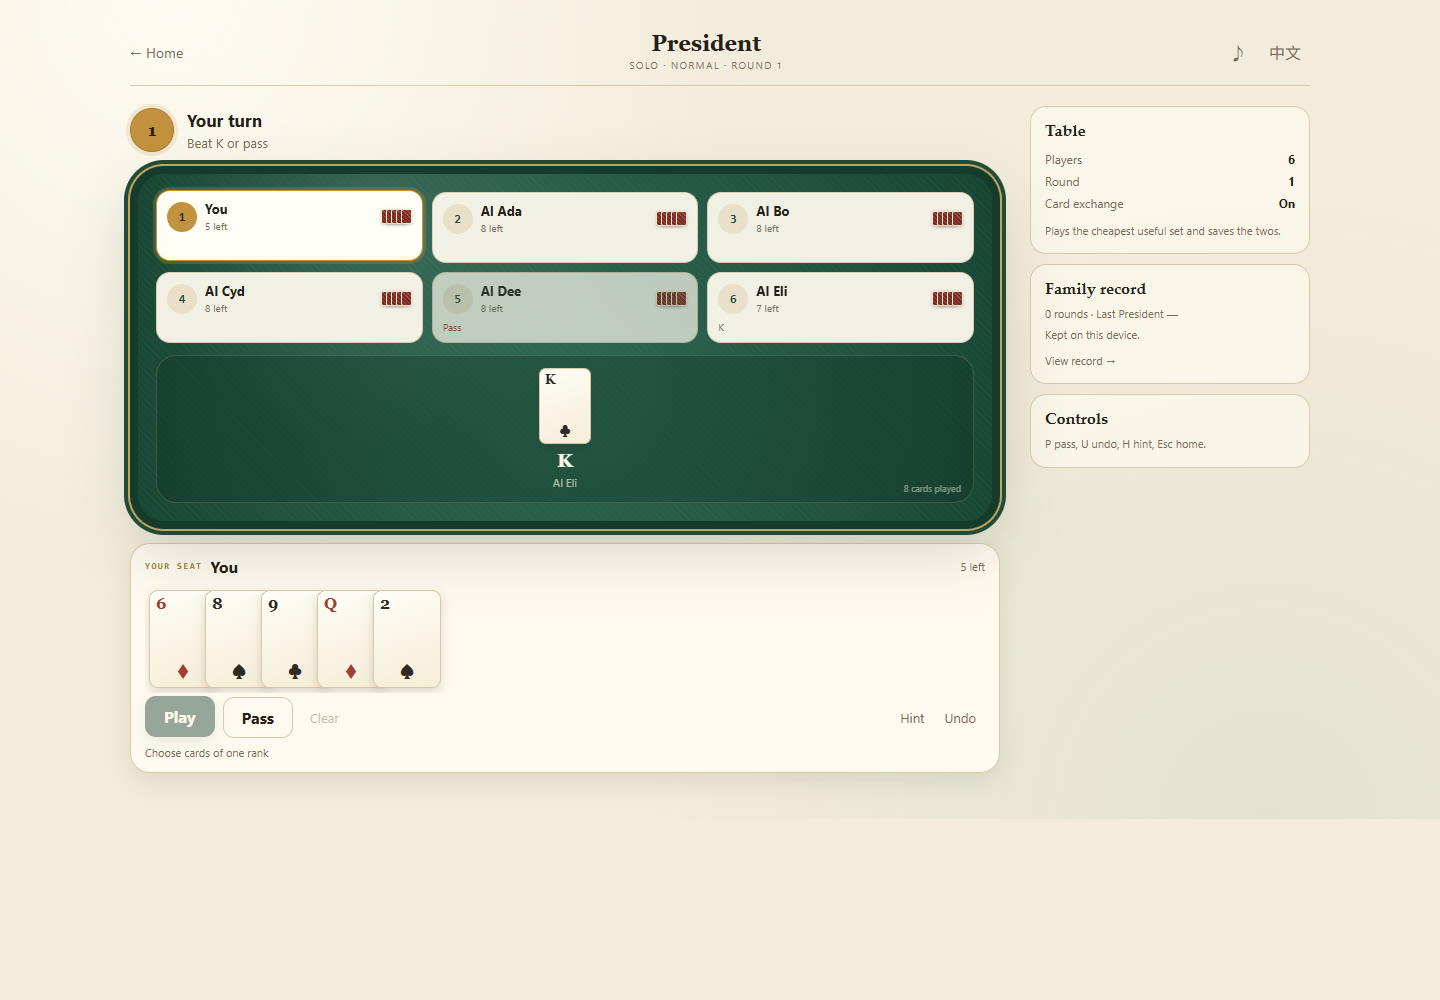 ← Home
President
SOLO · NORMAL · ROUND 1
♪ 中文
1
Your turn
Beat K or pass
1
You
5 left
2
AI Ada
8 left
3
AI Bo
8 left
4
AI Cyd
8 left
5
AI Dee
8 left
Pass
6
AI Eli
7 left
K
K
♣
K
AI Eli
8 cards played
YOUR SEAT You
5 left
6 8 9 Q 2
♦ ♠ ♣ ♦ ♠
Play Pass Clear
Hint Undo
Choose cards of one rank
Table
Players 6
Round 1
Card exchange On
Plays the cheapest useful set and saves the twos.
Family record
0 rounds · Last President —
Kept on this device.
View record →
Controls
P pass, U undo, H hint, Esc home.